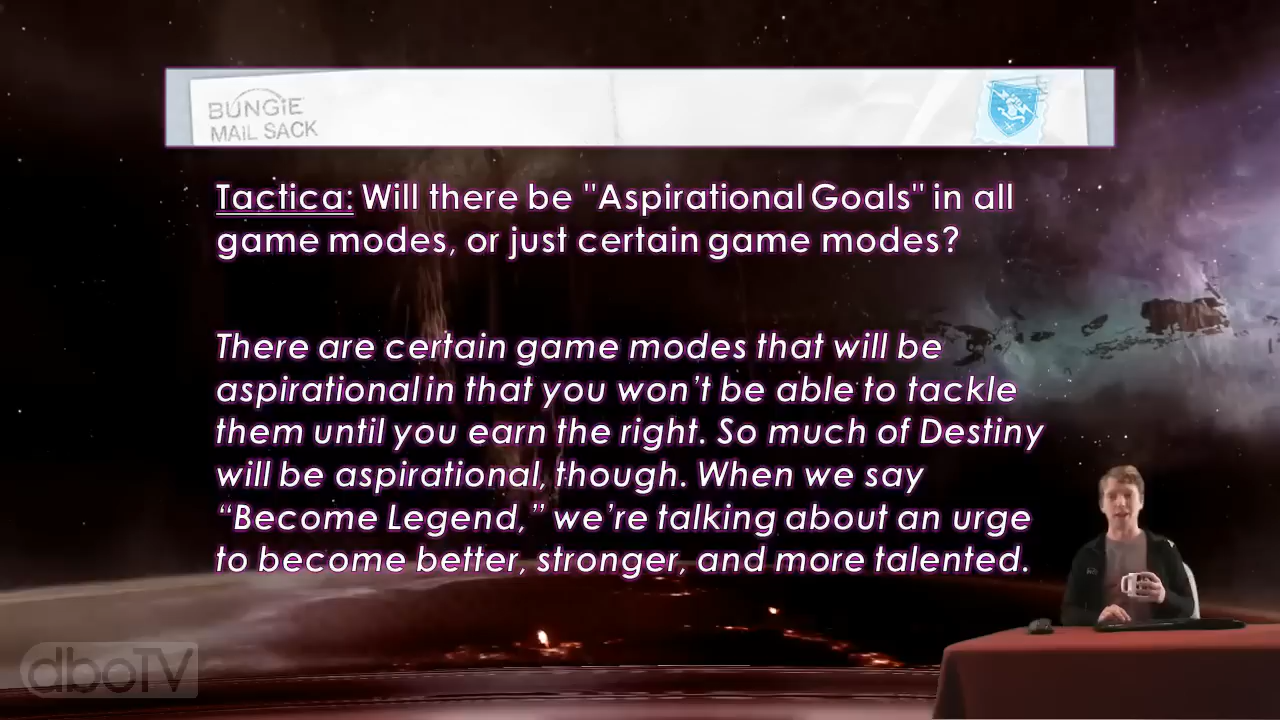 BUNGiE
MAIL SACK
Tactica: Will there be "Aspirational Goals" in all
game modes, or just certain game modes?
There are certain game modes that will be
aspirational in that you won’t be able to tackle
them until you earn the right. So much of Destiny
will be aspirational, though. When we say
“Become Legend,” we’re talking about an urge
to become better, stronger, and more talented.
dboTV